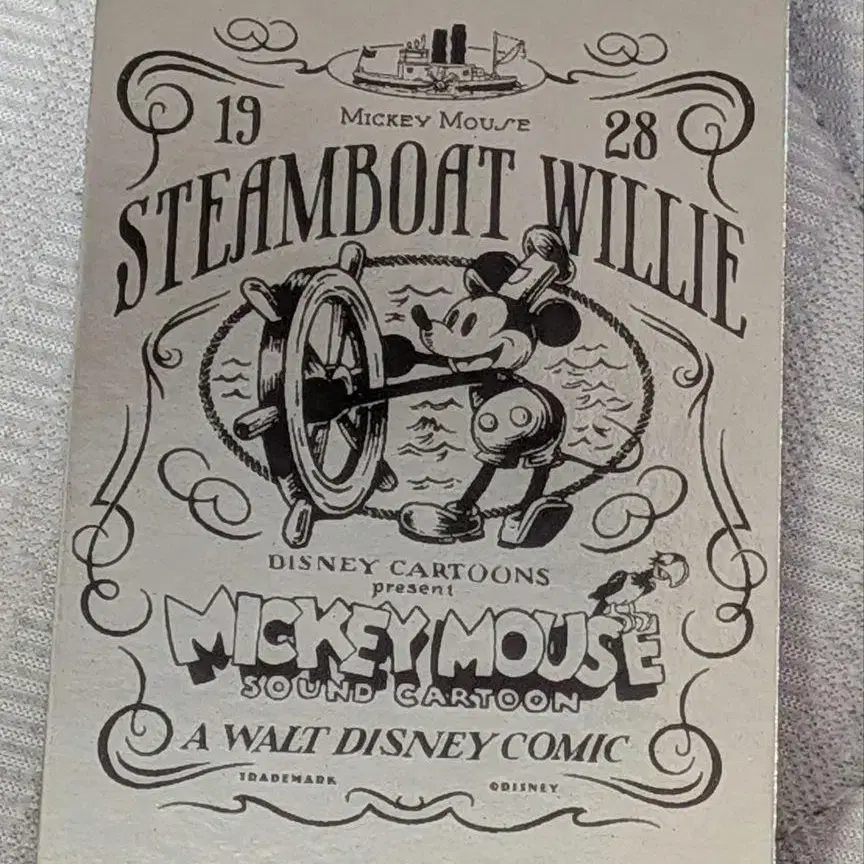 19 28
MICKEY MOUSE
STEAMBOAT WILLIE
DISNEY CARTOONS
present
MICKEY MOUSE
SOUND CARTOON
A WALT DISNEY COMIC
TRADEMARK ©DISNEY